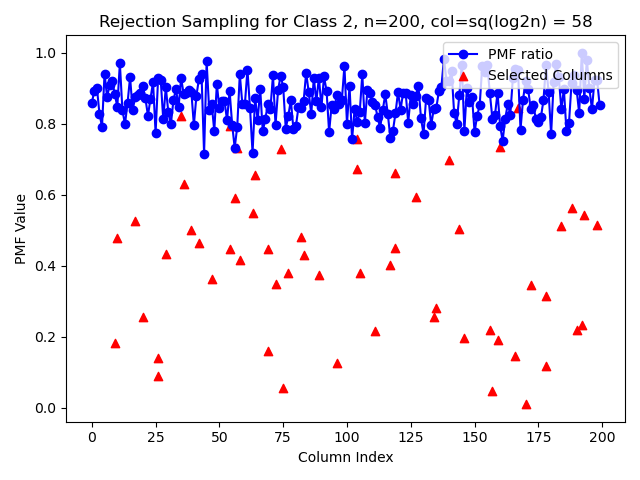 Rejection Sampling for Class 2, n=200, col=sq(log2n) = 58
PMF ratio
Selected Columns
PMF Value
1.0
0.8
0.6
0.4
0.2
0.0
0 25 50 75 100 125 150 175 200
Column Index